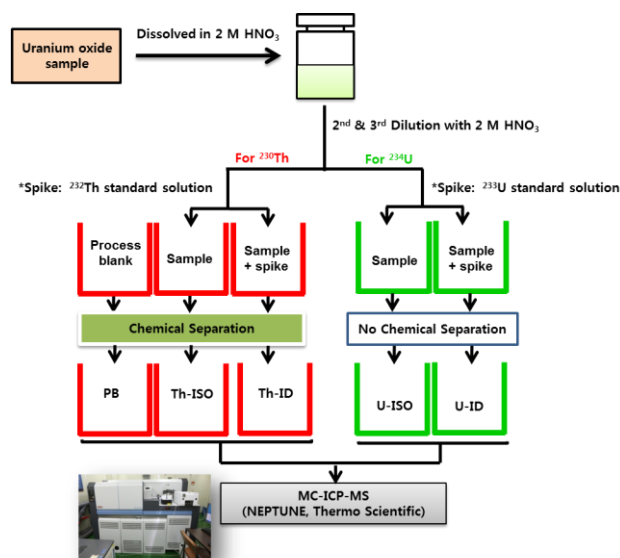 Uranium oxide
sample
Dissolved in 2 M HNO₃
2ⁿᵈ & 3ʳᵈ Dilution with 2 M HNO₃
For ²³⁰Th
For ²³⁴U
*Spike: ²³²Th standard solution
*Spike: ²³³U standard solution
Process
blank
Sample
Sample
+ spike
Sample
Sample
+ spike
Chemical Separation
No Chemical Separation
PB
Th-ISO
Th-ID
U-ISO
U-ID
MC-ICP-MS
(NEPTUNE, Thermo Scientific)